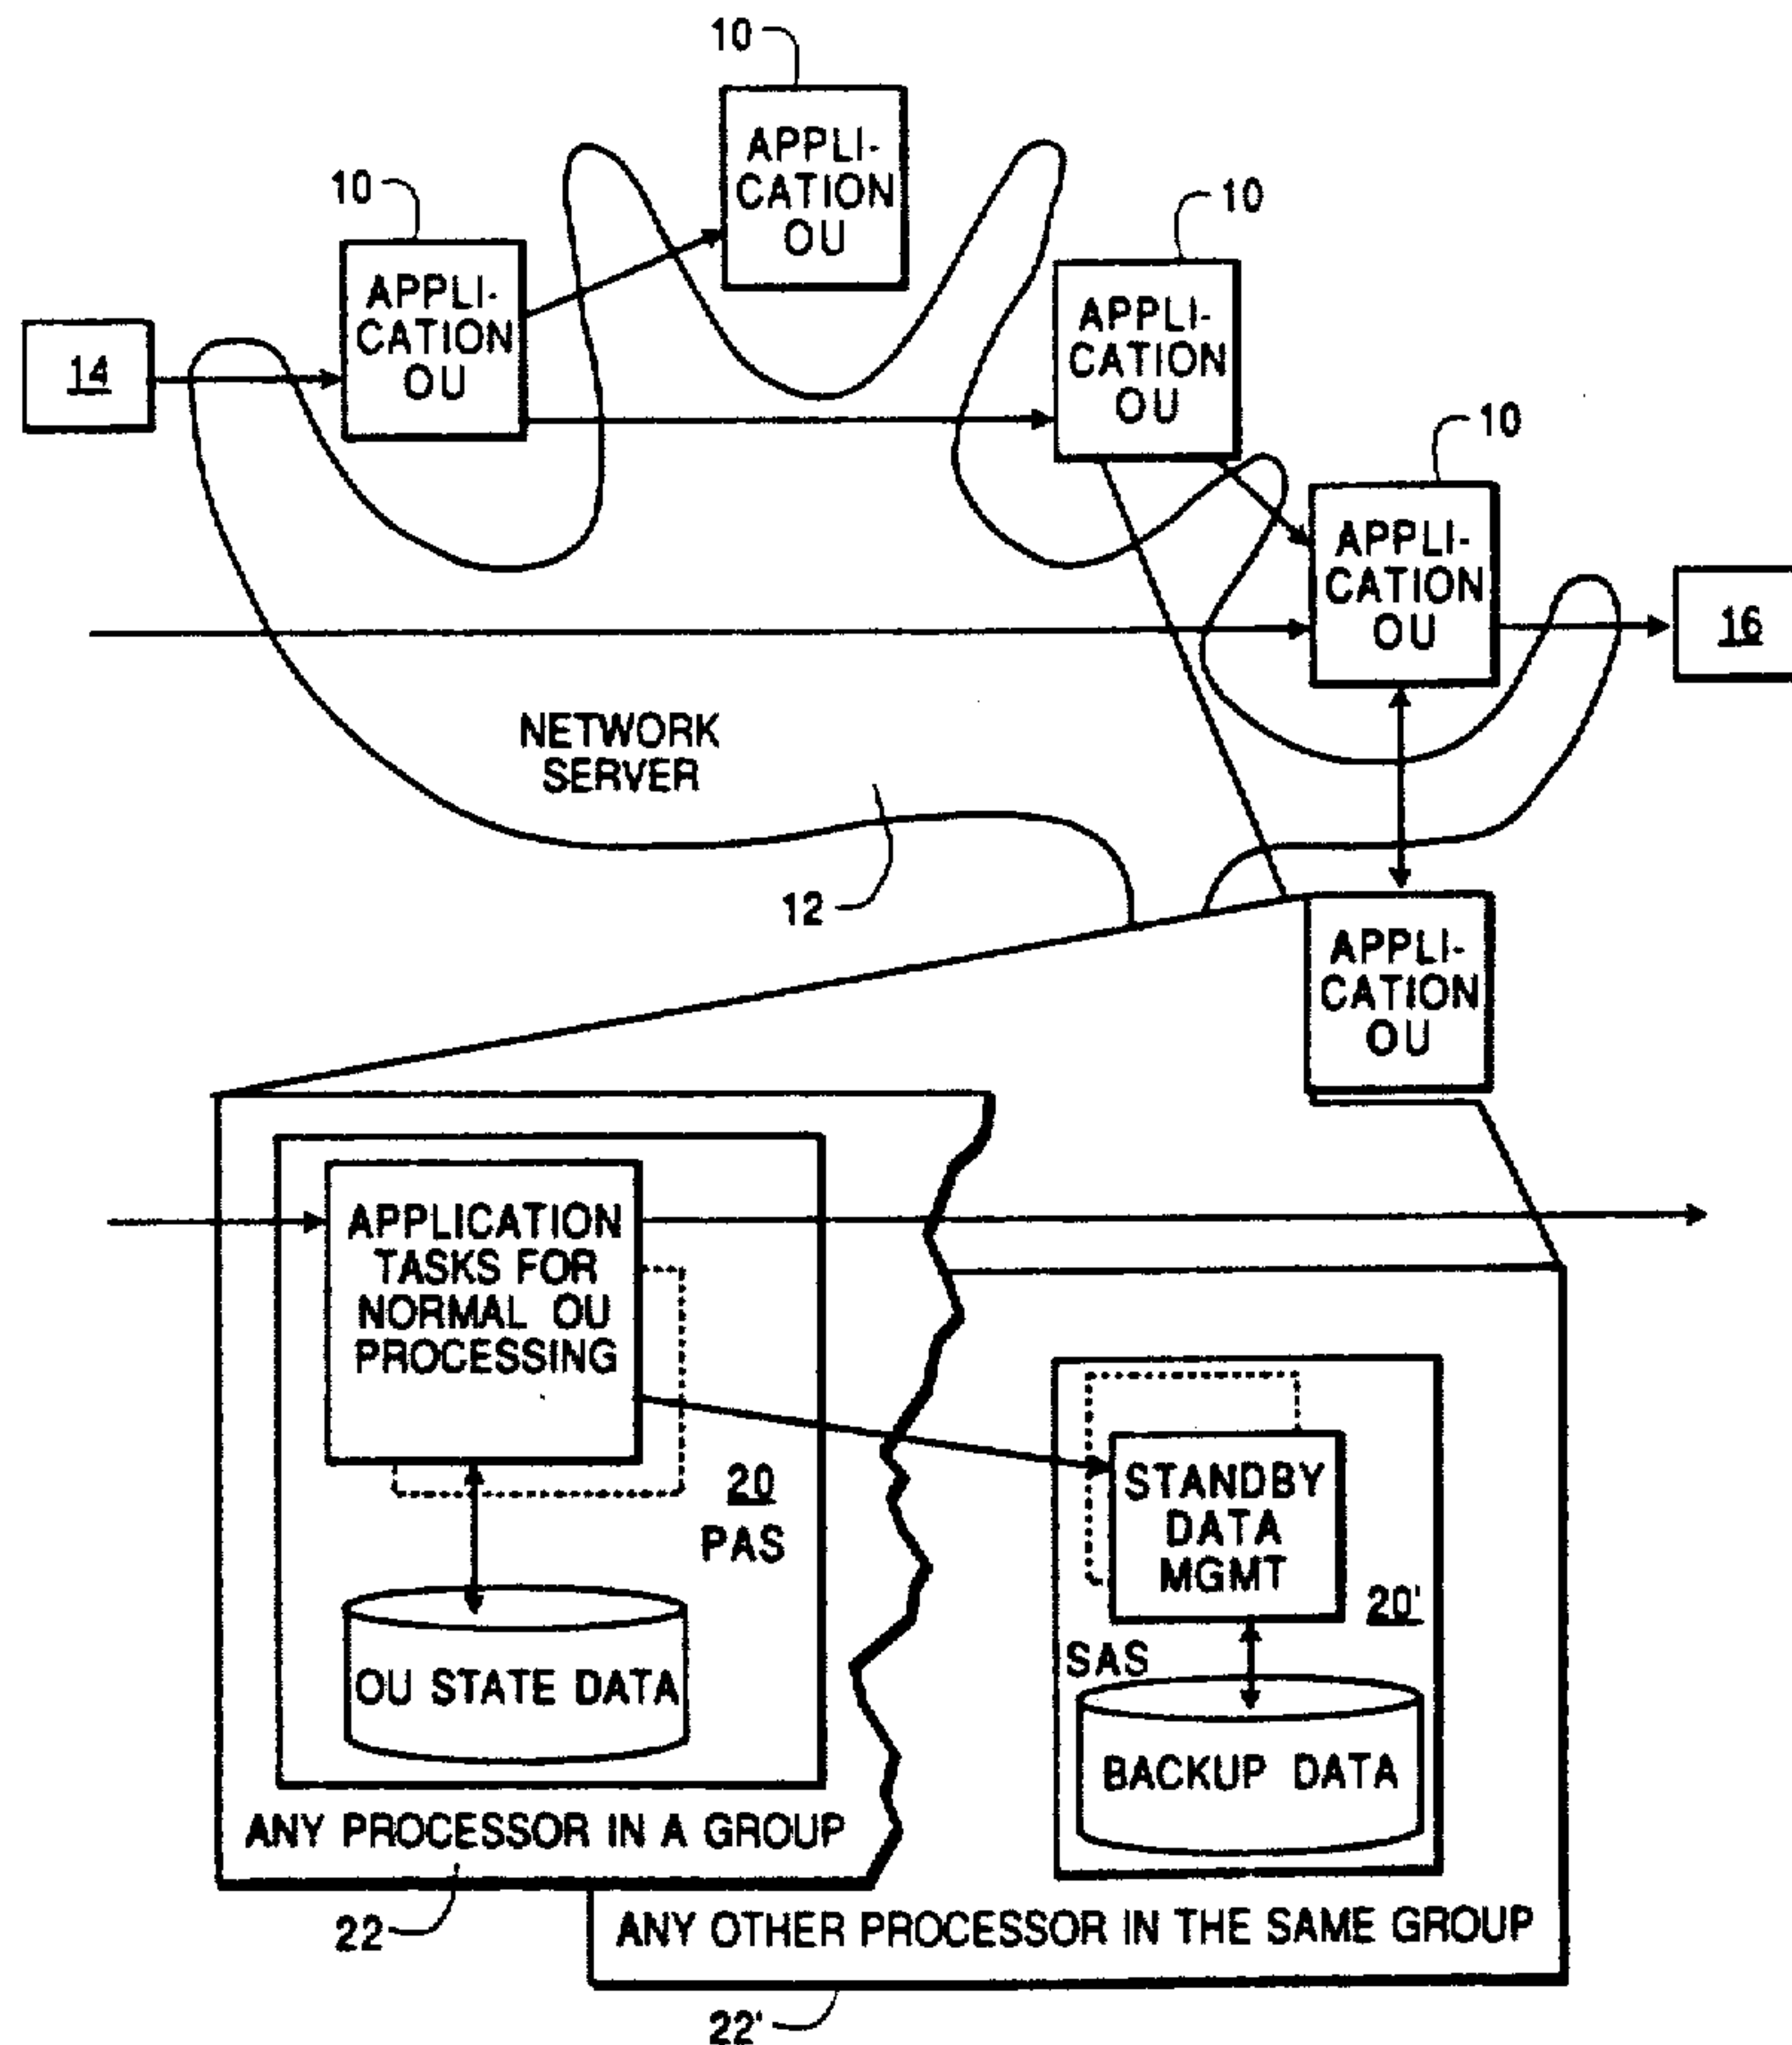 10
APPLI-
CATION
OU
10
APPLI-
CATION
OU
10
APPLI-
CATION
OU
14
10
APPLI-
CATION
OU
16
NETWORK
SERVER
12
APPLI-
CATION
OU
APPLICATION
TASKS FOR
NORMAL OU
PROCESSING
20
PAS
OU STATE DATA
ANY PROCESSOR IN A GROUP
22
STANDBY
DATA
MGMT
20'
SAS
BACKUP DATA
ANY OTHER PROCESSOR IN THE SAME GROUP
22'